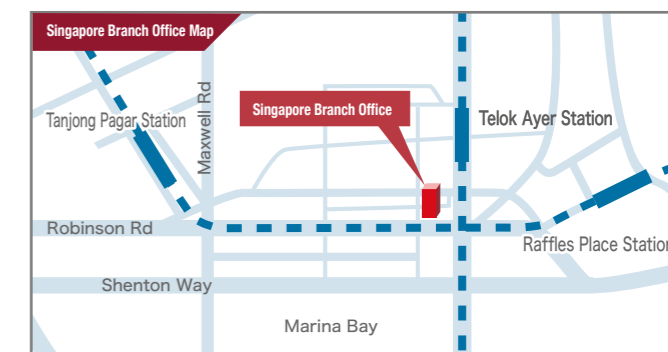 Singapore Branch Office Map
Tanjong Pagar Station
Maxwell Rd
Singapore Branch Office
Telok Ayer Station
Robinson Rd
Raffles Place Station
Shenton Way
Marina Bay